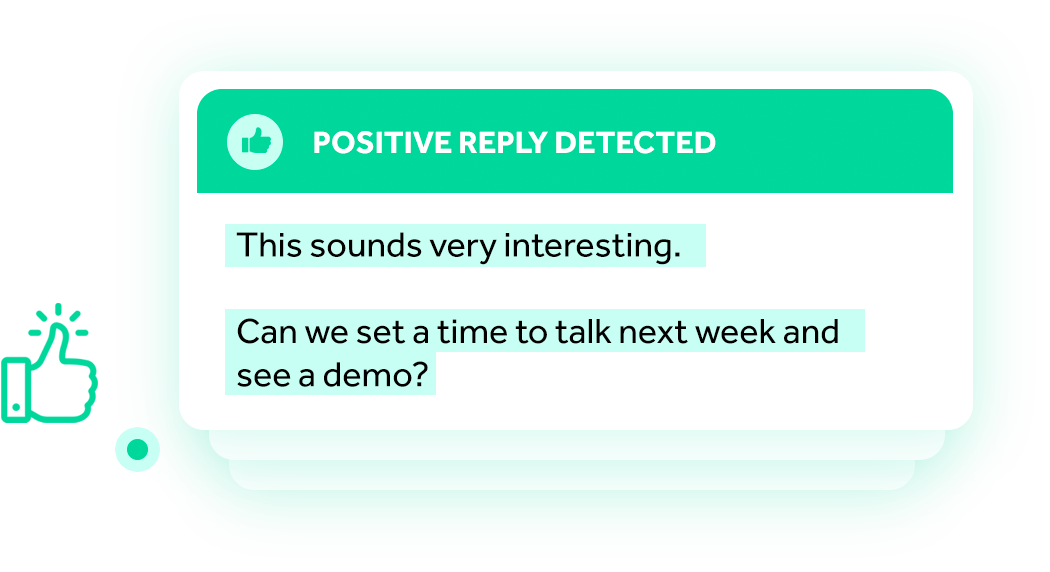 POSITIVE REPLY DETECTED
This sounds very interesting.
Can we set a time to talk next week and
see a demo?